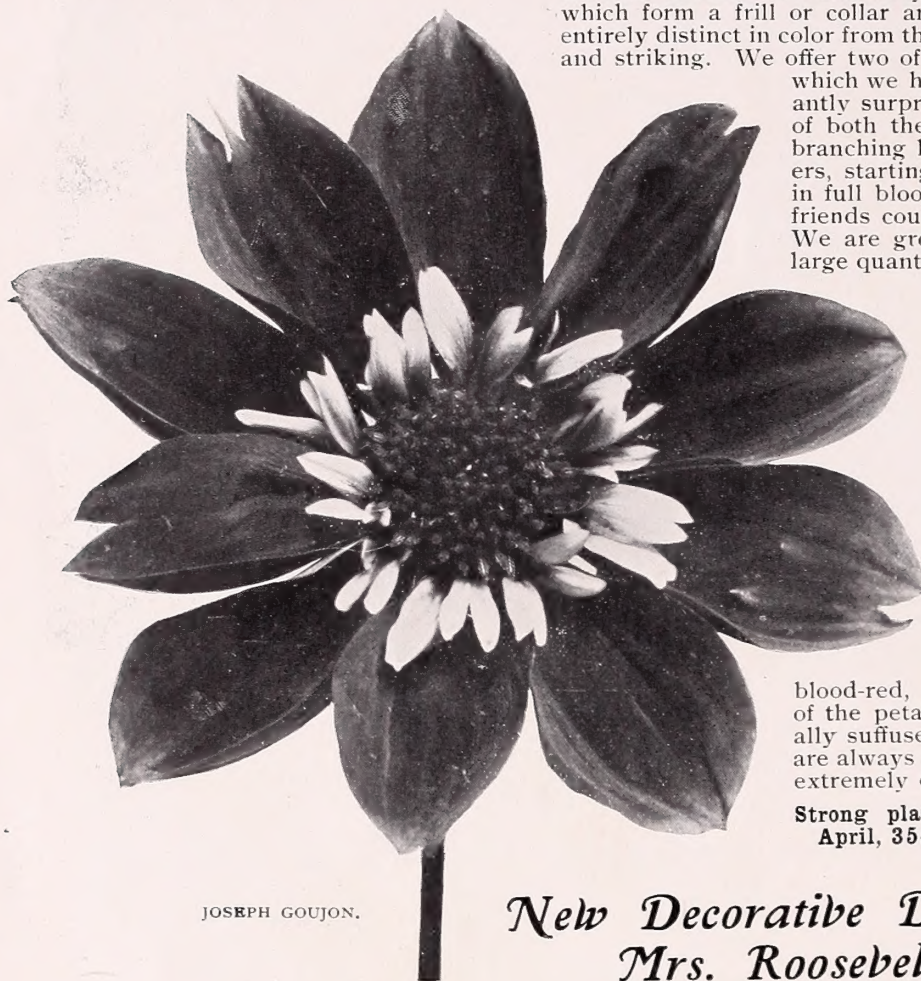 which form a frill or collar ar
entirely distinct in color from th
and striking. We offer two of
which we h
antly surpr
of both the
branching h
ers, starting
in full bloo
friends cou
We are gro
large quant
blood-red,
of the peta
ally suffuse
are always
extremely
Strong pla
April, 35
JOSEPH GOUJON.
New Decorative D
Mrs. Roosevel